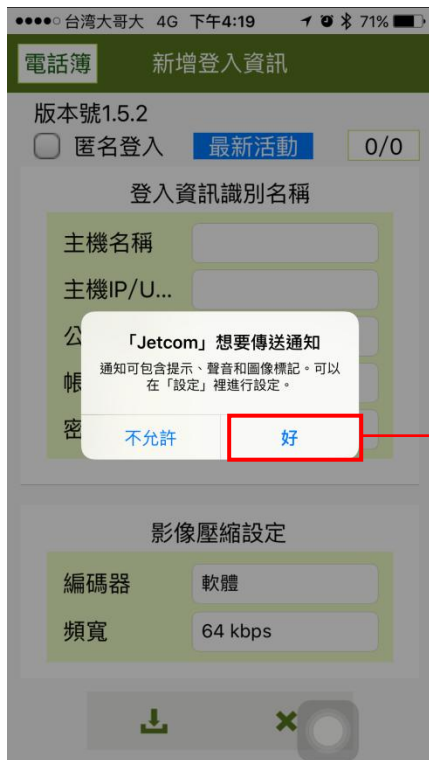 台湾大哥大 4G 下午4:19 71%
電話簿 新增登入資訊
版本號1.5.2
匿名登入 最新活動 0/0
登入資訊識別名稱
主機名稱
主機IP/U...
公
「Jetcom」想要傳送通知
通知可包含提示、聲音和圖像標記。可以
帳
在「設定」裡進行設定。
密
不允許 好
影像壓縮設定
編碼器 軟體
頻寬 64 kbps